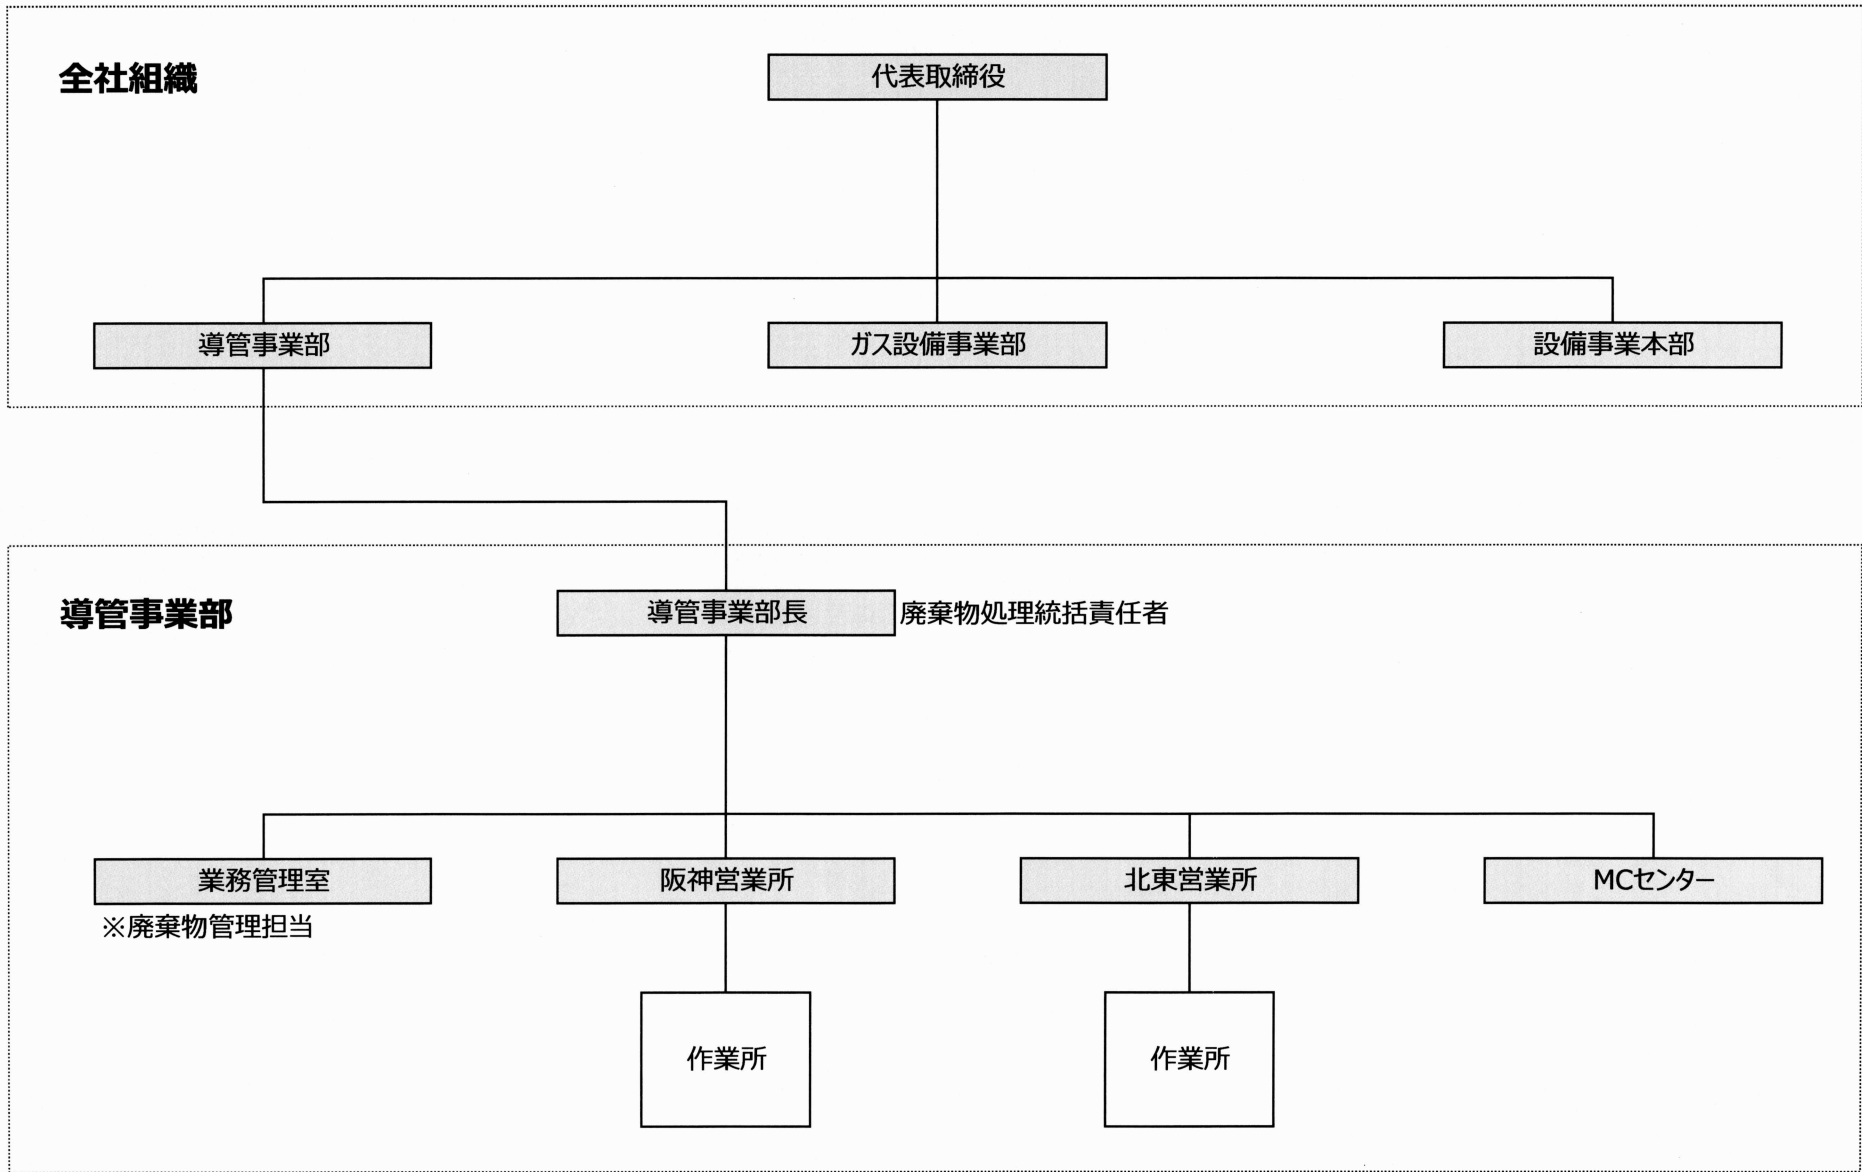 全社組織
代表取締役
導管事業部
ガス設備事業部
設備事業本部
導管事業部
導管事業部長
廃棄物処理統括責任者
業務管理室
阪神営業所
北東営業所
MCセンター
※廃棄物管理担当
作業所
作業所